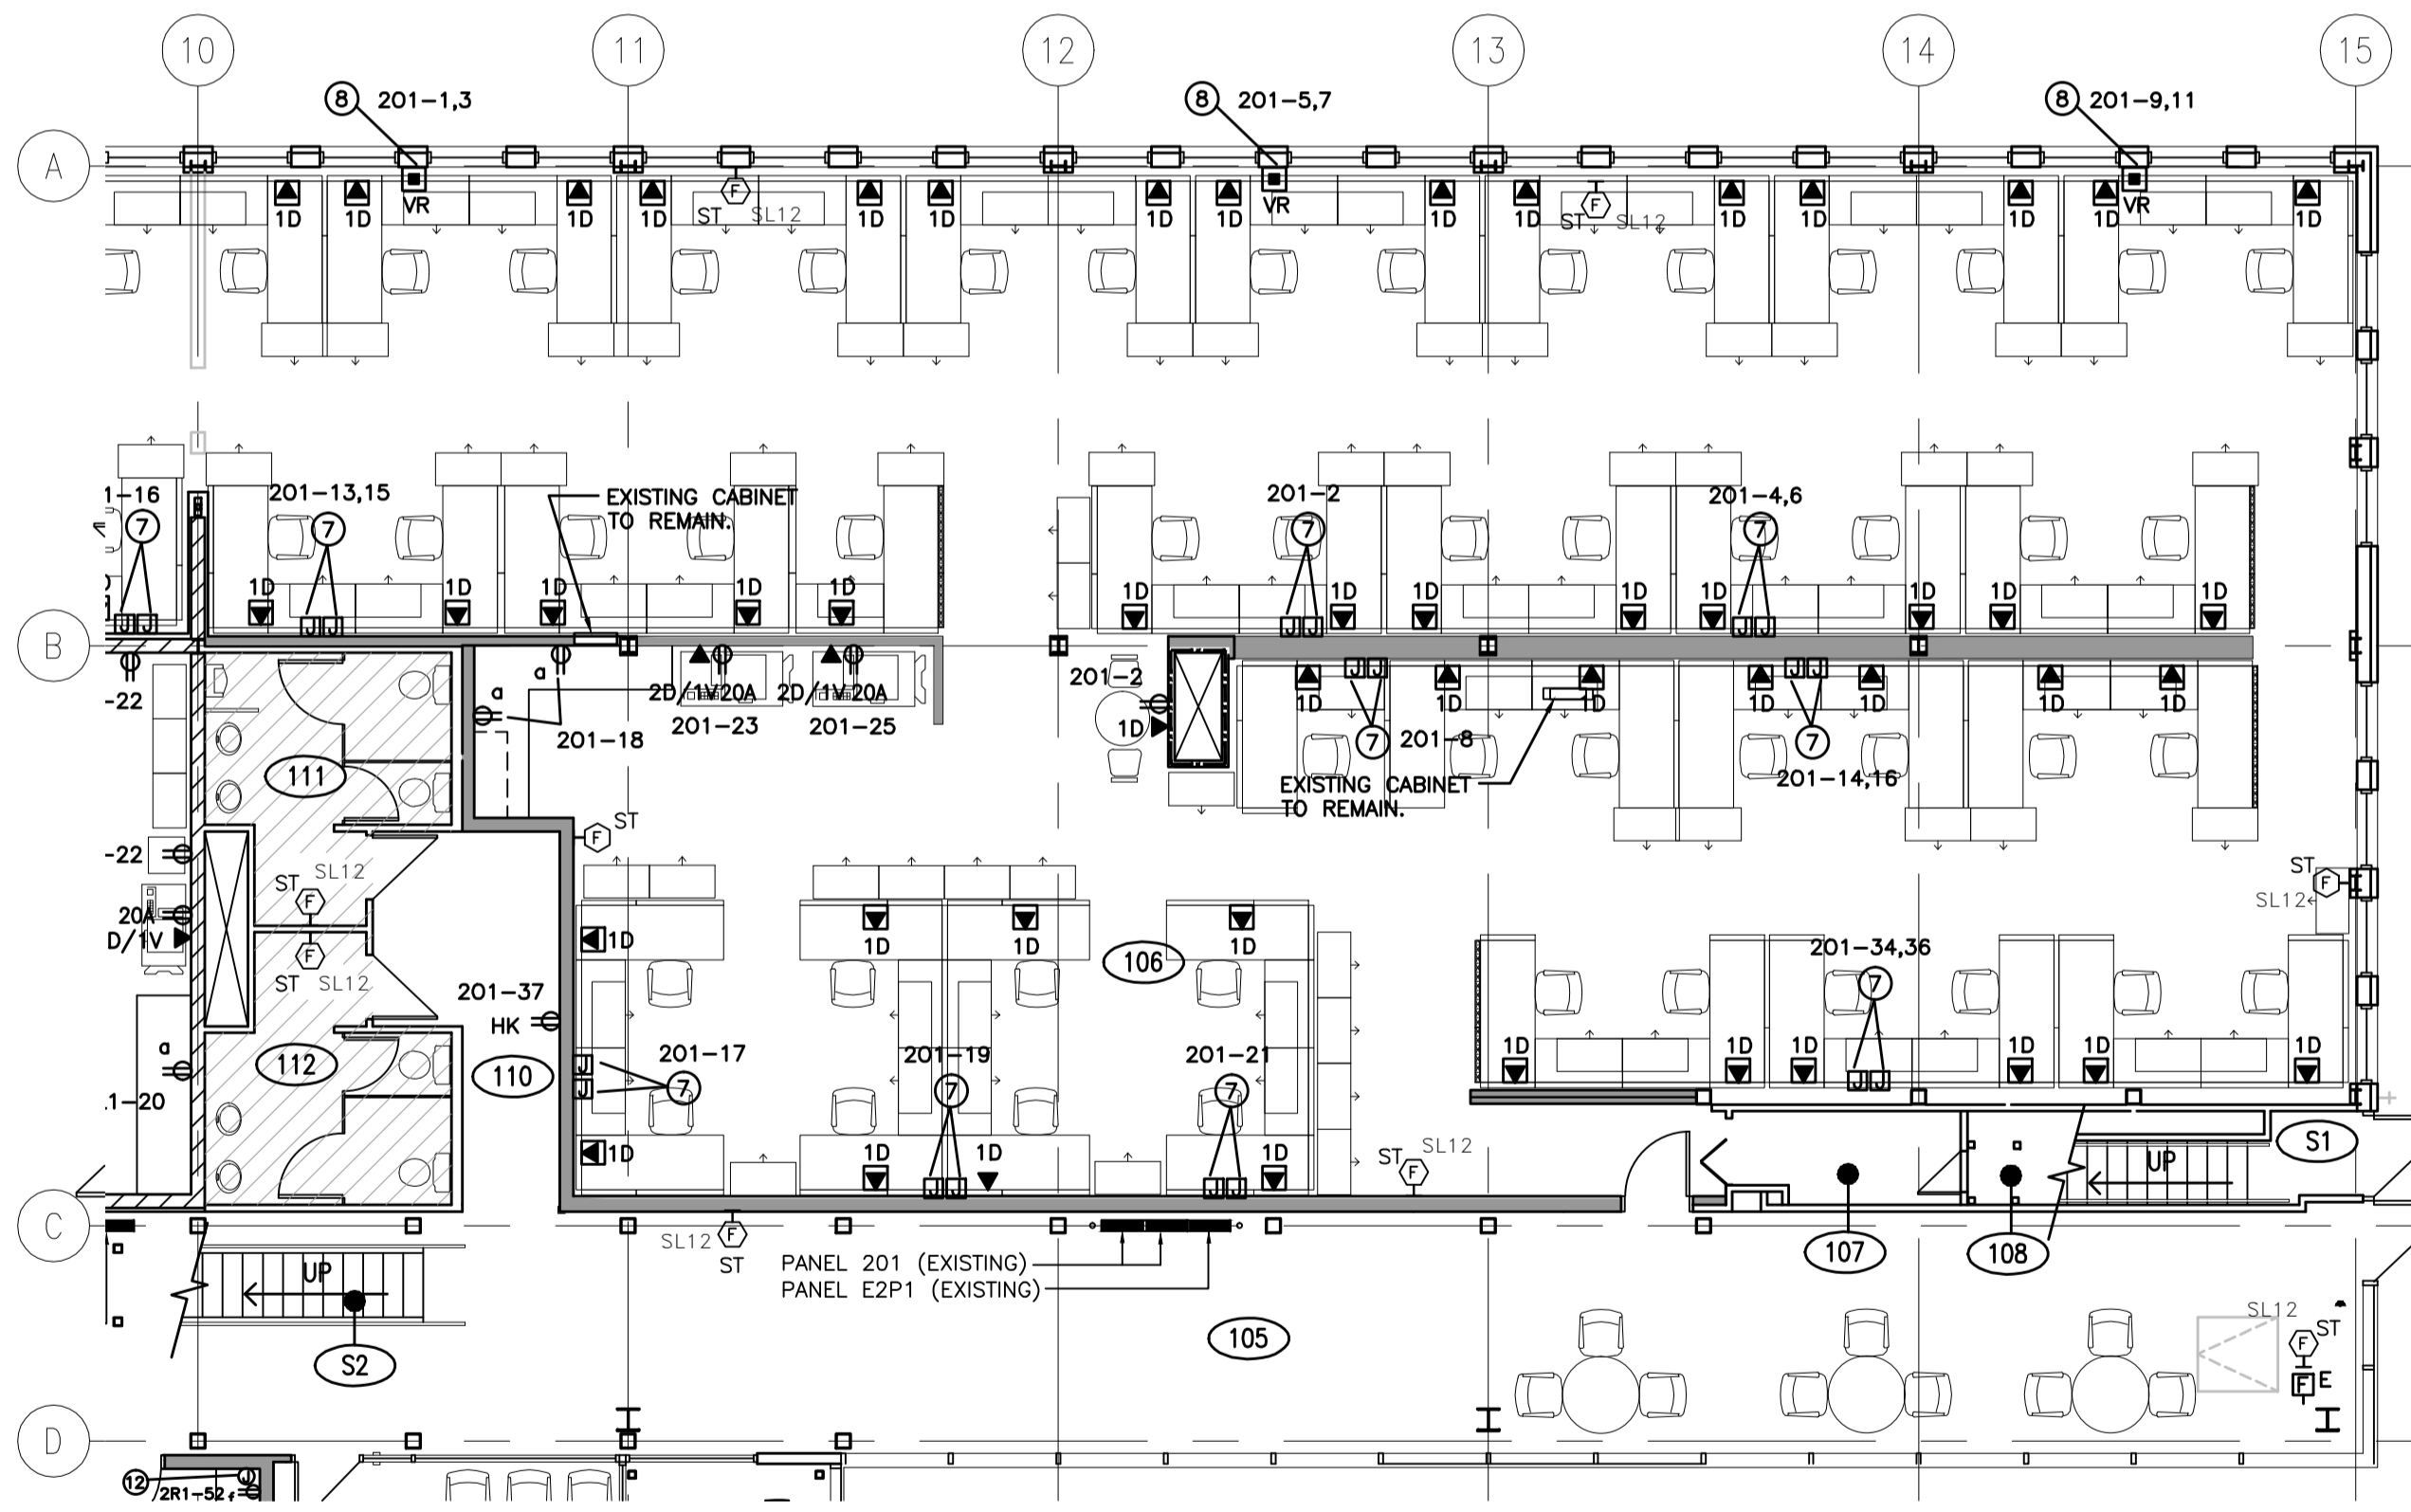 10 11 12 13 14 15
8 201-1,3 8 201-5,7 8 201-9,11
A
1D 1D VR 1D 1D F ST SL12 1D 1D 1D 1D VR 1D 1D F ST SL12 1D 1D 1D 1D VR 1D
1-16 201-13,15 EXISTING CABINET
TO REMAIN.
201-2 201-4,6
7 7 7 7
1D 1D 1D 1D 1D 1D 1D 1D 1D 1D 1D 1D 1D
J J J J J J J J
B
J J J J
-22 a a 2D/1V 20A 2D/1V 20A 201-2 1D 1D 1D 1D 1D 1D 1D 1D
201-18 201-23 201-25 7 201-8 7
201-14,16
111
EXISTING CABINET
TO REMAIN.
F ST
-22 ST SL12 F
ST F SL12
20A
D/1V
F
ST SL12
1D 1D 1D 1D
106
201-34,36
7
201-37
HK
a
112 110
J
J
201-17 201-19 201-21
7 7 7
1D 1D 1D 1D 1D 1D
J J
.1-20
1D 1D 1D 1D
J J J J
ST F SL12
UP S1
C
SL12 F
ST
PANEL 201 (EXISTING)
PANEL E2P1 (EXISTING)
107 108
UP
S2
105
SL12
F ST
F E
D
12 J
2R1-52 f